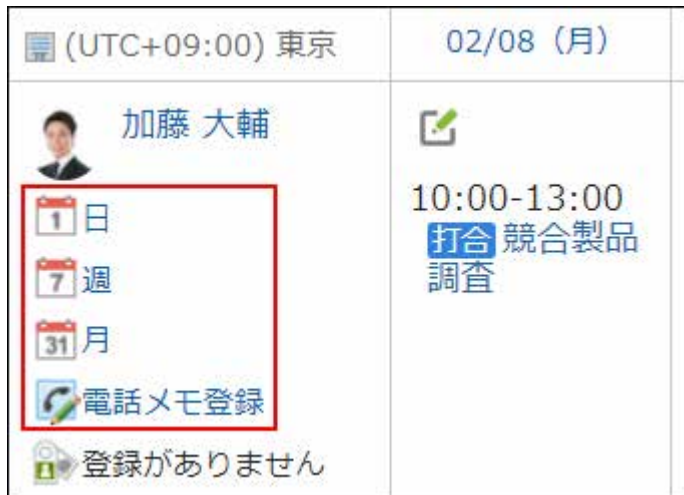 (UTC+09:00) 東京
02/08（月）
加藤 大輔
1 日
7 週
31 月
電話メモ登録
登録がありません
10:00-13:00
打合 競合製品
調査